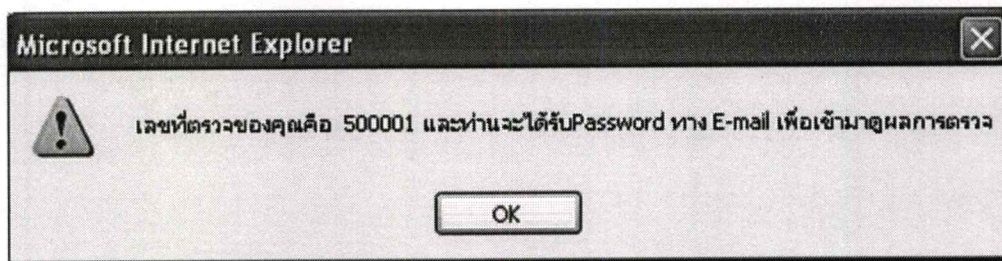 Microsoft Internet Explorer
เลขที่ตรวจของคุณคือ 500001 และท่านจะได้รับPassword ทาง E-mail เพื่อเข้ามาดูผลการตรวจ
OK